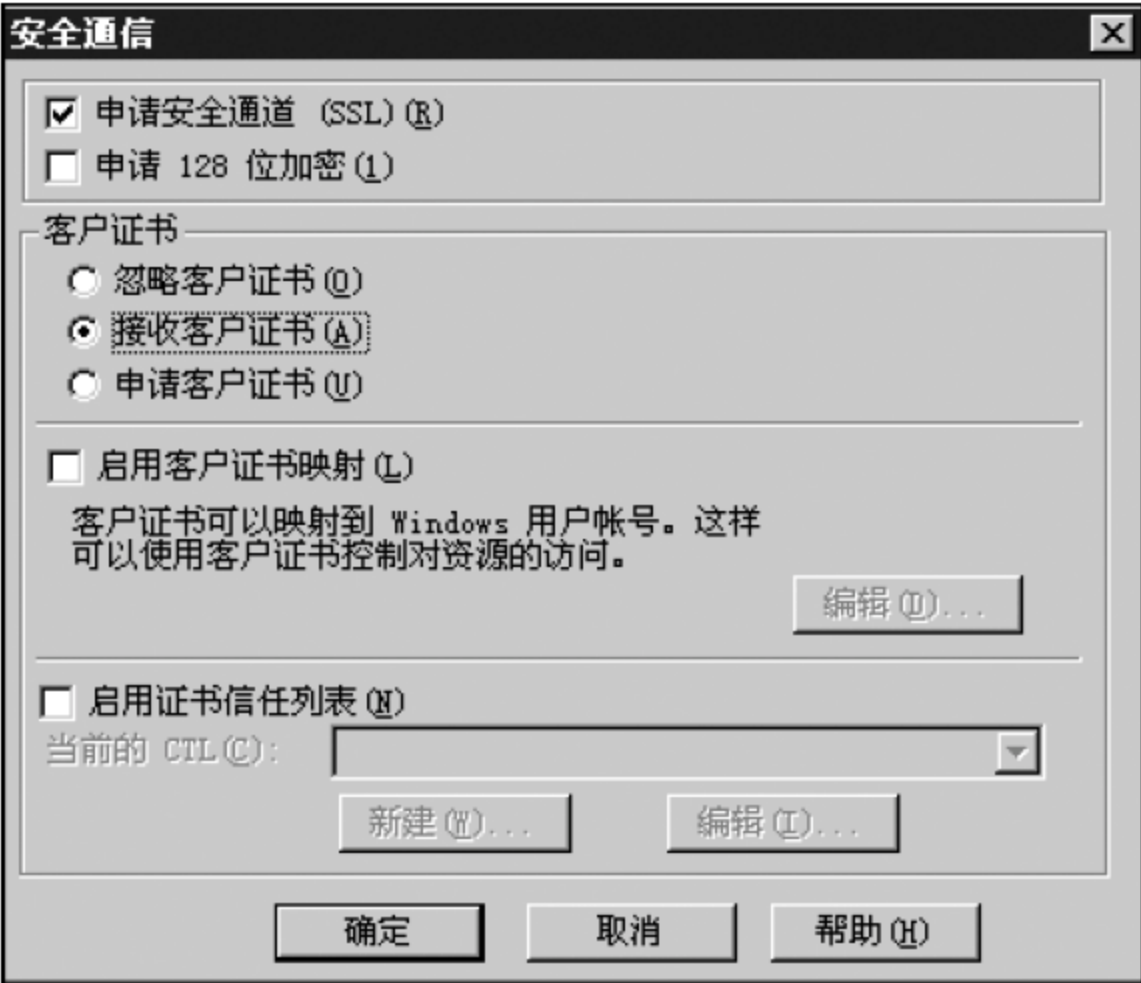 安全通信
申请安全通道 (SSL)(R)
申请 128 位加密(1)
客户证书
忽略客户证书(O)
接收客户证书(A)
申请客户证书(U)
启用客户证书映射(L)
客户证书可以映射到 Windows 用户帐号。这样
可以使用客户证书控制对资源的访问。
编辑(D)...
启用证书信任列表(N)
当前的 CTL(C):
新建(W)...
编辑(I)...
确定
取消
帮助(H)